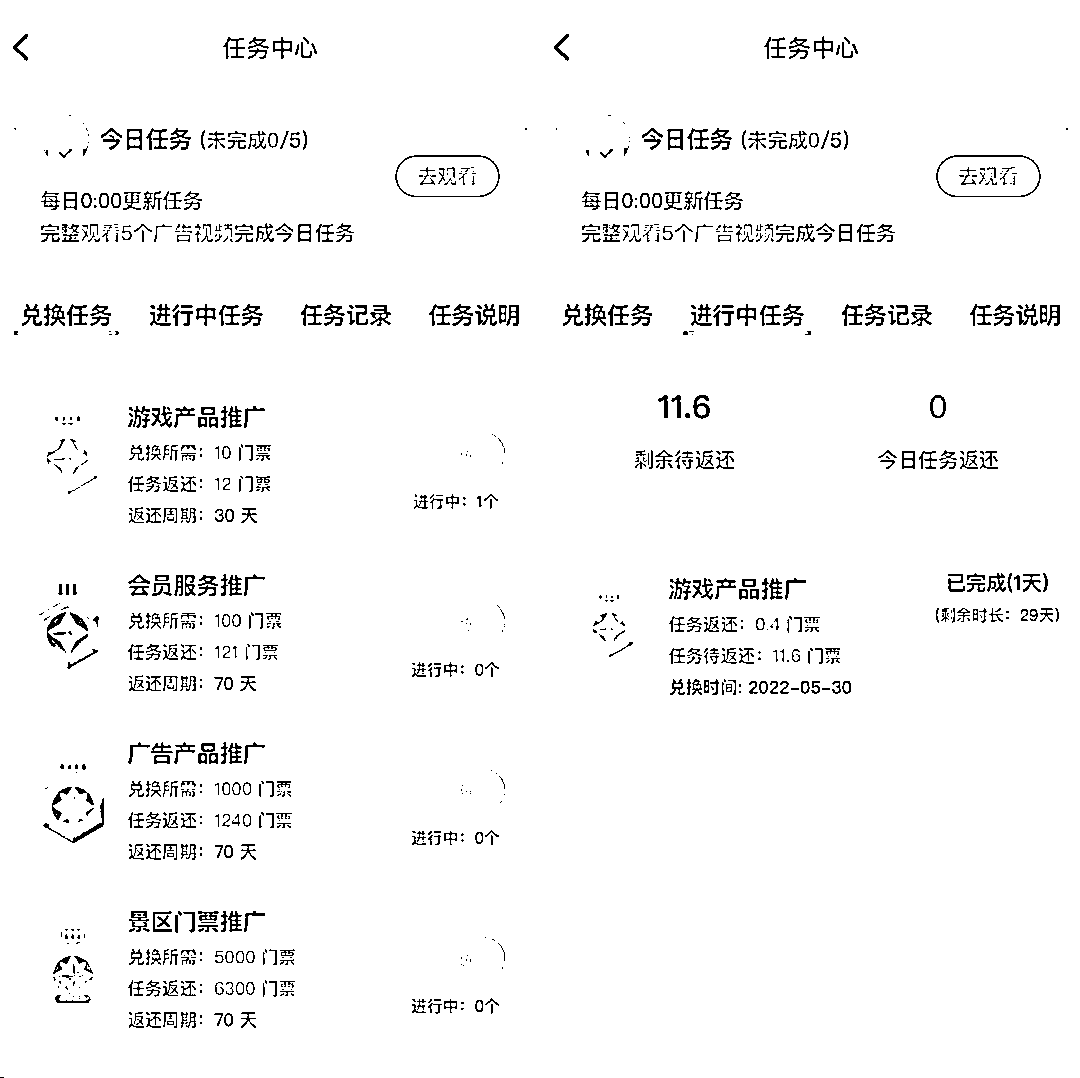 任务中心
今日任务 (未完成0/5)
去观看
每日0:00更新任务
完整观看5个广告视频完成今日任务
兑换任务 进行中任务 任务记录 任务说明
游戏产品推广
兑换所需：10 门票
任务返还：12 门票
返还周期：30 天
进行中：1个
会员服务推广
兑换所需：100 门票
任务返还：121 门票
返还周期：70 天
进行中：0个
广告产品推广
兑换所需：1000 门票
任务返还：1240 门票
返还周期：70 天
进行中：0个
景区门票推广
兑换所需：5000 门票
任务返还：6300 门票
返还周期：70 天
进行中：0个
任务中心
今日任务 (未完成0/5)
去观看
每日0:00更新任务
完整观看5个广告视频完成今日任务
兑换任务 进行中任务 任务记录 任务说明
11.6 0
剩余待返还 今日任务返还
游戏产品推广
已完成(1天)
(剩余时长：29天)
任务返还：0.4 门票
任务待返还：11.6 门票
兑换时间: 2022-05-30